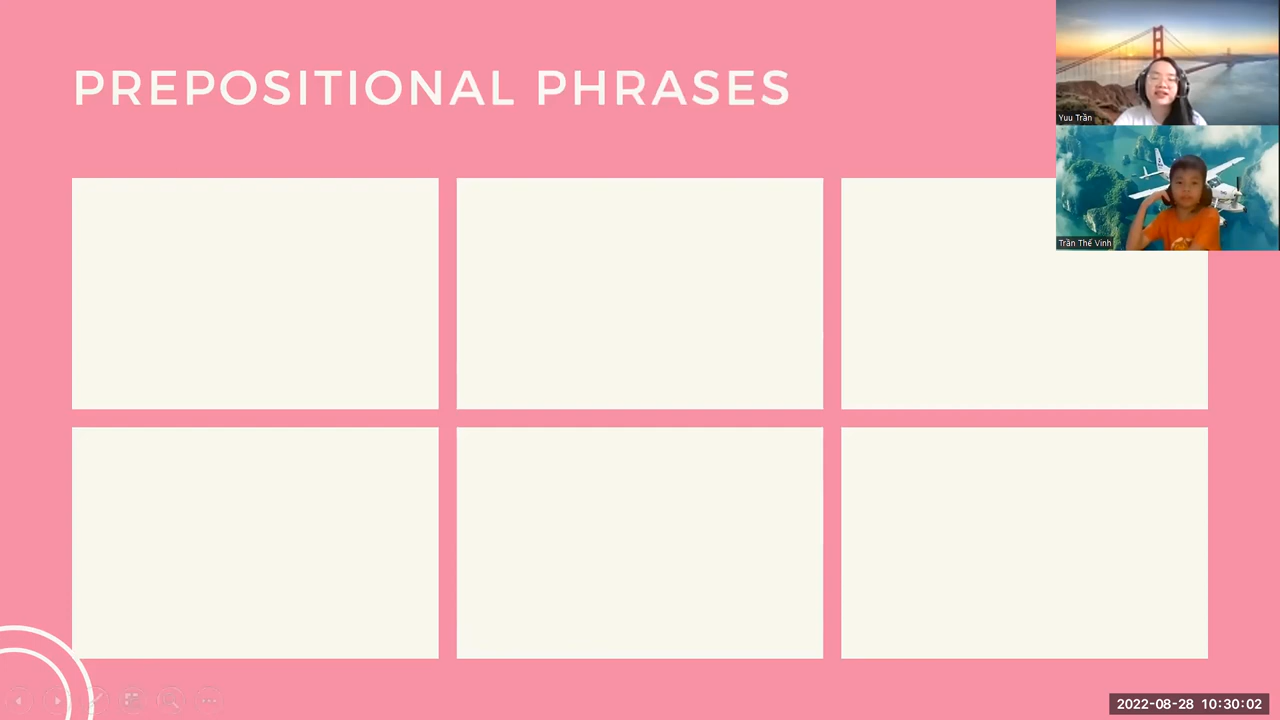 PREPOSITIONAL PHRASES
Yuu Trần
Trần Thế Vinh
2022-08-28 10:30:02